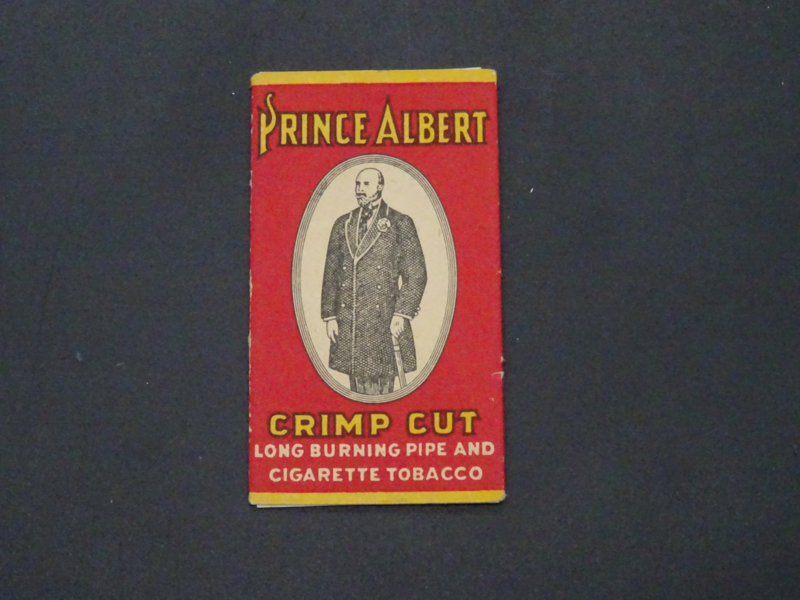 PRINCE ALBERT
CRIMP CUT
LONG BURNING PIPE AND
CIGARETTE TOBACCO